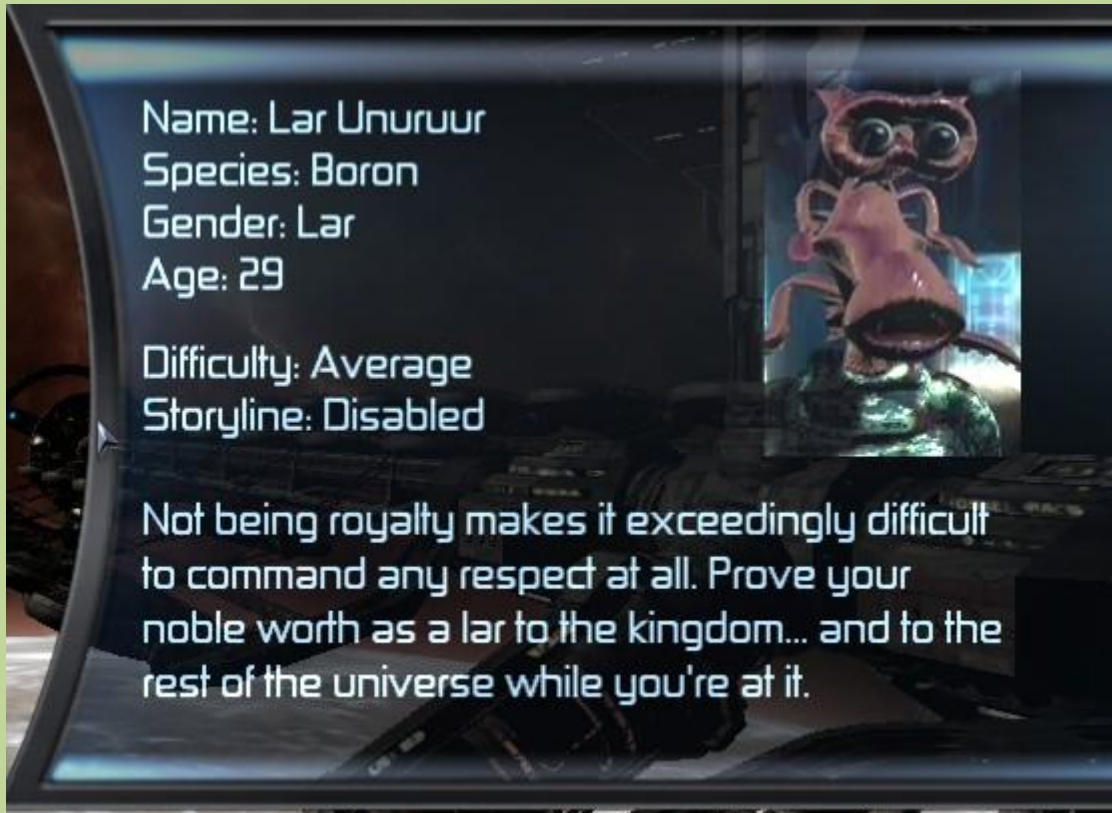 Name: Lar Unuruur
Species: Boron
Gender: Lar
Age: 29
Difficulty: Average
Storyline: Disabled
Not being royalty makes it exceedingly difficult
to command any respect at all. Prove your
noble worth as a lar to the kingdom... and to the
rest of the universe while you're at it.